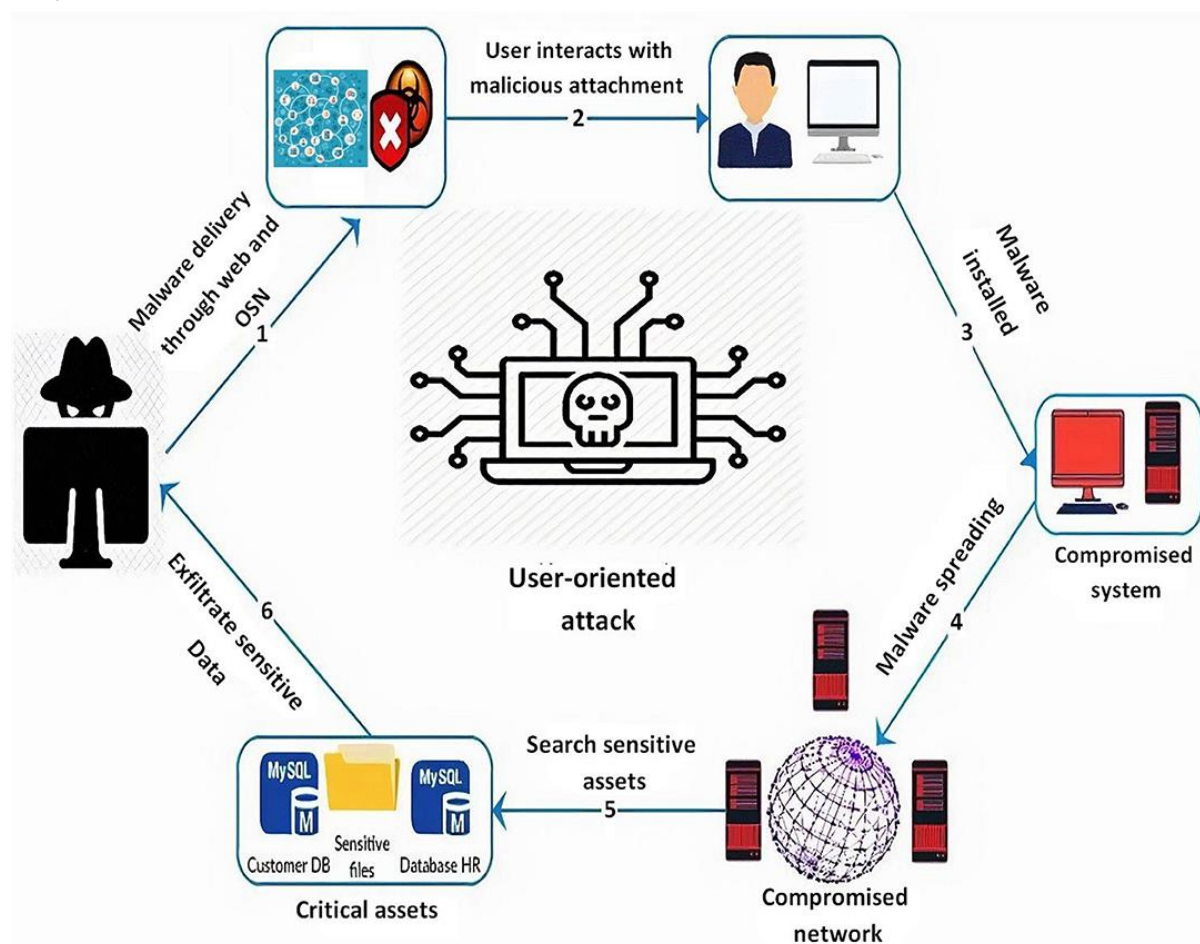 User interacts with
malicious attachment
2
Malware delivery
through web and
OSN
1
Malware
installed
3
Compromised
system
Malware spreading
4
User-oriented
attack
Exfiltrate sensitive
Data
6
Search sensitive
assets
5
MySQL
M
Customer DB
Sensitive
files
MySQL
M
Database HR
Critical assets
Compromised
network